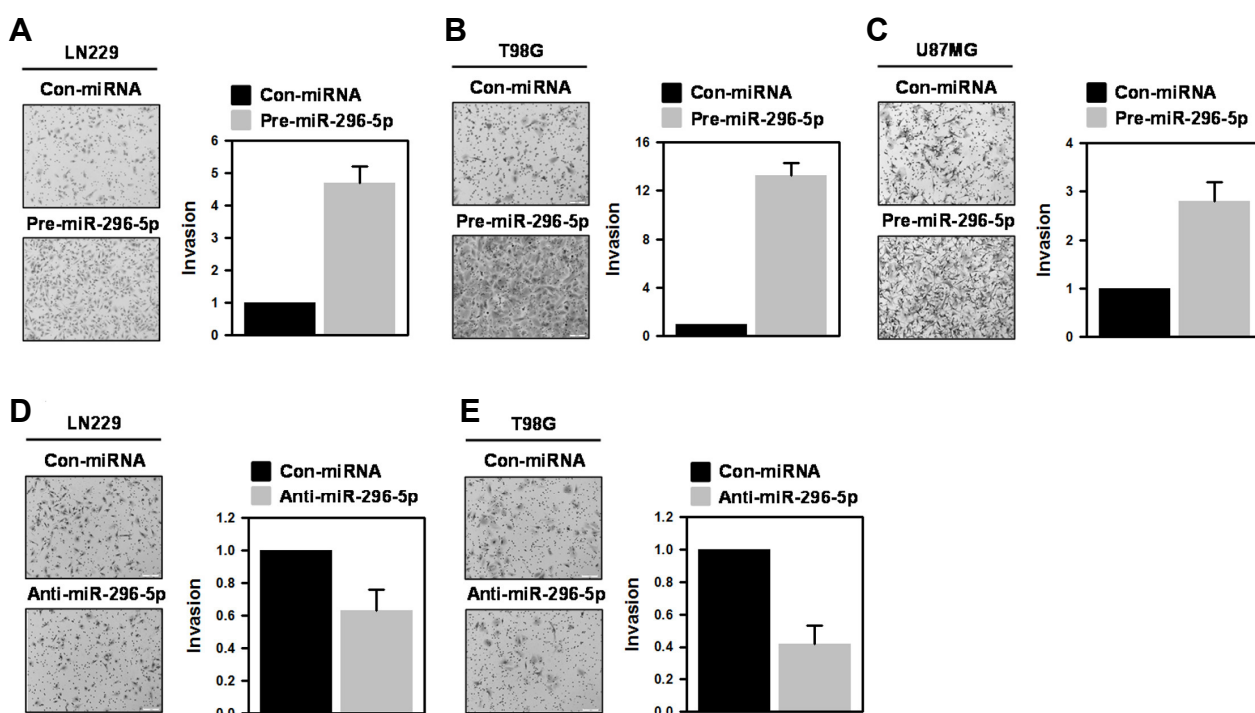 A
LN229
Con-miRNA
Pre-miR-296-5p
Con-miRNA
Pre-miR-296-5p
Invasion
6
5
4
3
2
1
0
B
T98G
Con-miRNA
Pre-miR-296-5p
Con-miRNA
Pre-miR-296-5p
Invasion
16
12
8
4
0
C
U87MG
Con-miRNA
Pre-miR-296-5p
Con-miRNA
Pre-miR-296-5p
Invasion
4
3
2
1
0
D
LN229
Con-miRNA
Anti-miR-296-5p
Con-miRNA
Anti-miR-296-5p
Invasion
1.2
1.0
0.8
0.6
0.4
0.2
0.0
E
T98G
Con-miRNA
Anti-miR-296-5p
Con-miRNA
Anti-miR-296-5p
Invasion
1.2
1.0
0.8
0.6
0.4
0.2
0.0